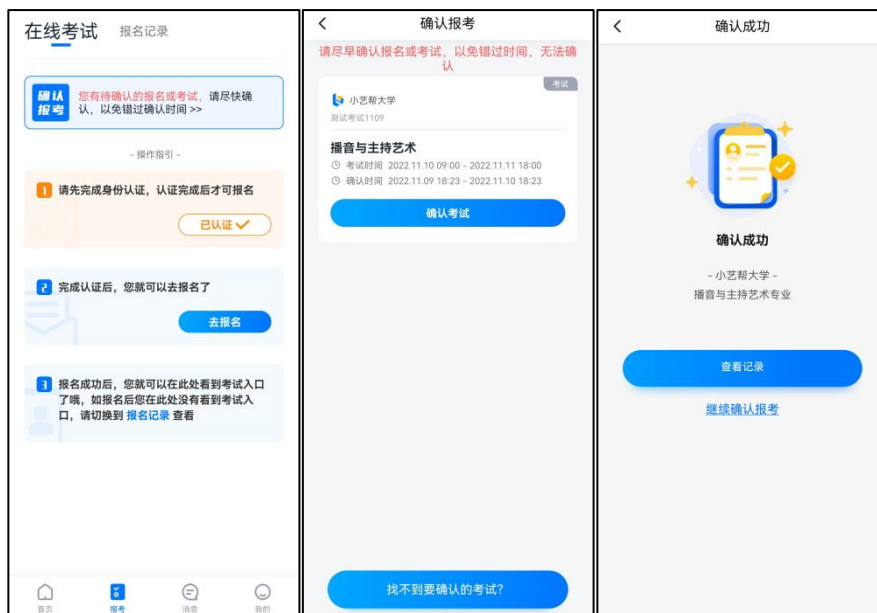 在线考试 报名记录
确认
报考
您有待确认的报名或考试，请尽快确
认，以免错过确认时间 >>
- 操作指引 -
1 请先完成身份认证，认证完成后才可报名
已认证
2 完成认证后，您就可以去报名了
去报名
3 报名成功后，您就可以在此处看到考试入口
了哦，如报名后您在此处没有看到考试入
口，请切换到 报名记录 查看
首页 报考 消息 我的
确认报考
请尽早确认报名或考试，以免错过时间，无法确
认
考试
小艺帮大学
测试考试1109
播音与主持艺术
考试时间 2022.11.10 09:00 - 2022.11.11 18:00
确认时间 2022.11.09 18:23 - 2022.11.10 18:23
确认考试
找不到要确认的考试?
确认成功
确认成功
- 小艺帮大学 -
播音与主持艺术专业
查看记录
继续确认报考